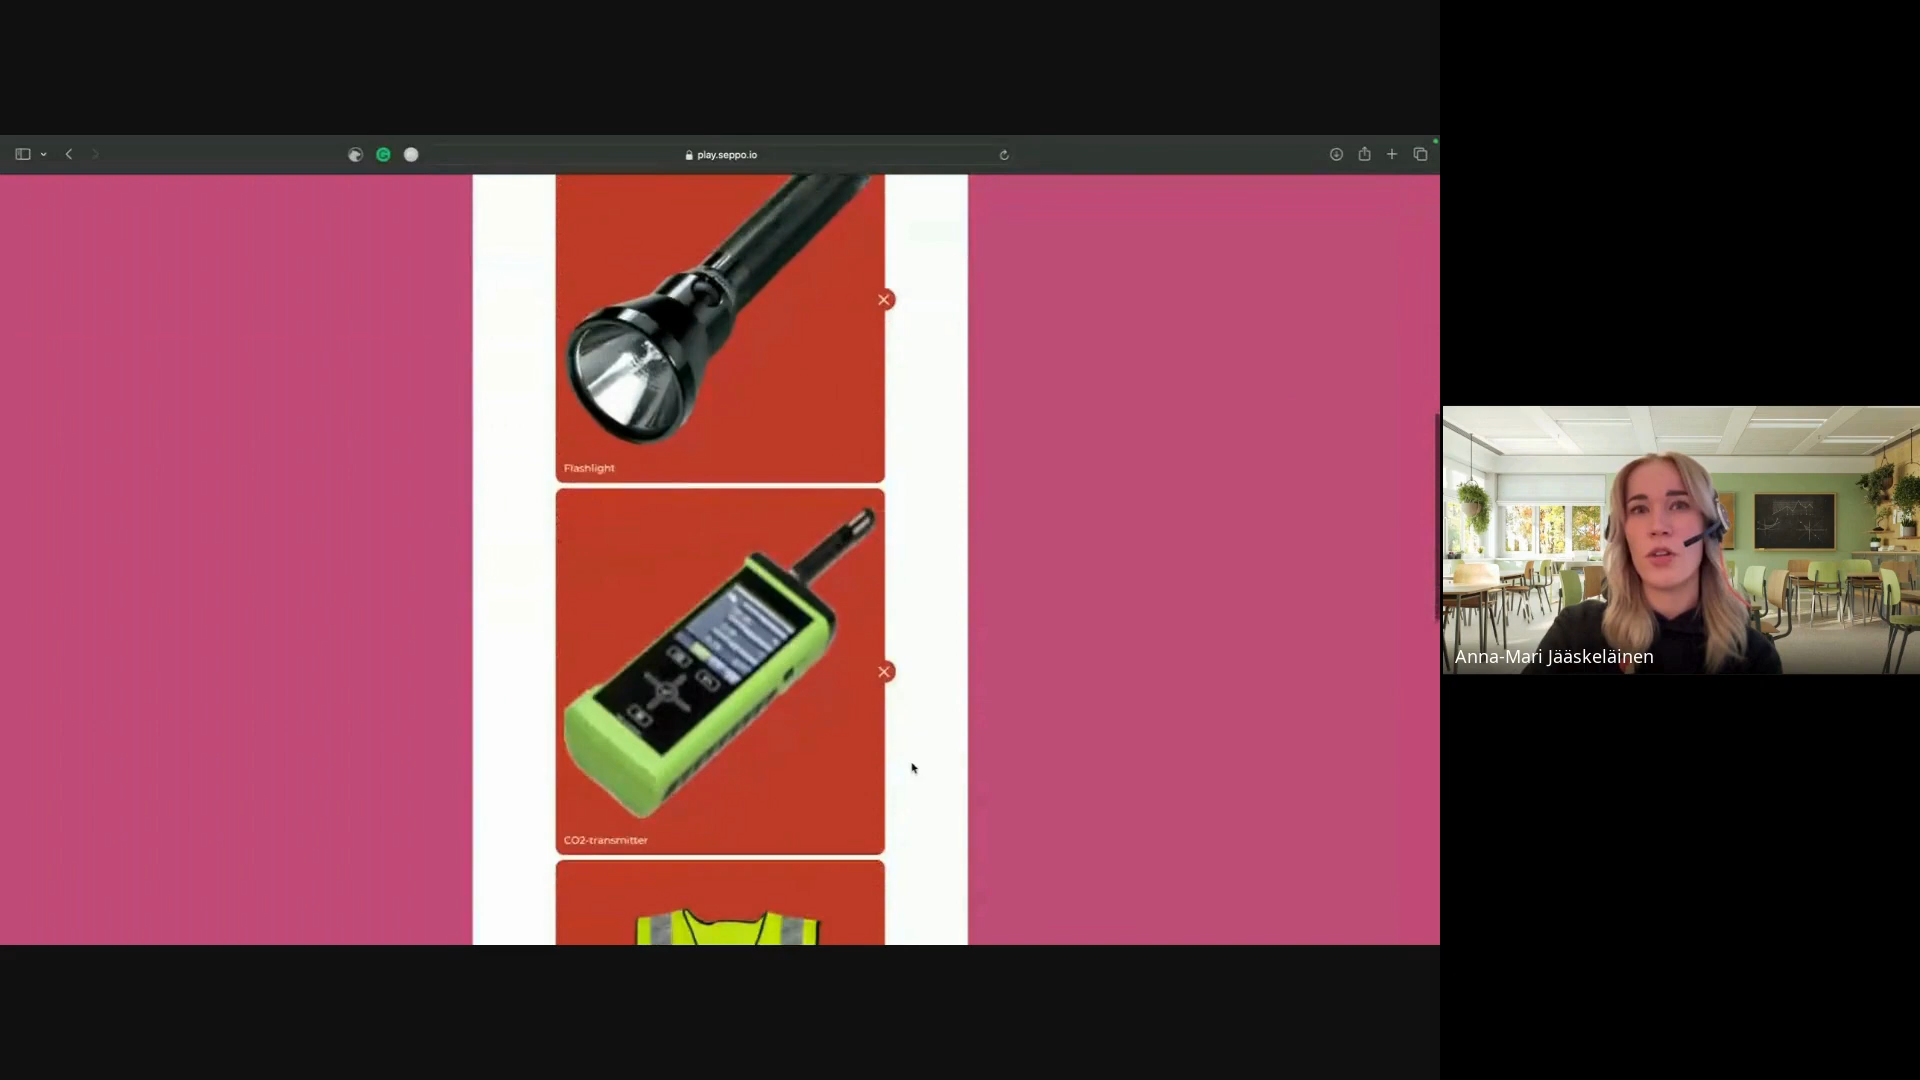 play.seppo.io
Flashlight
CO2-transmitter
Anna-Mari Jääskeläinen